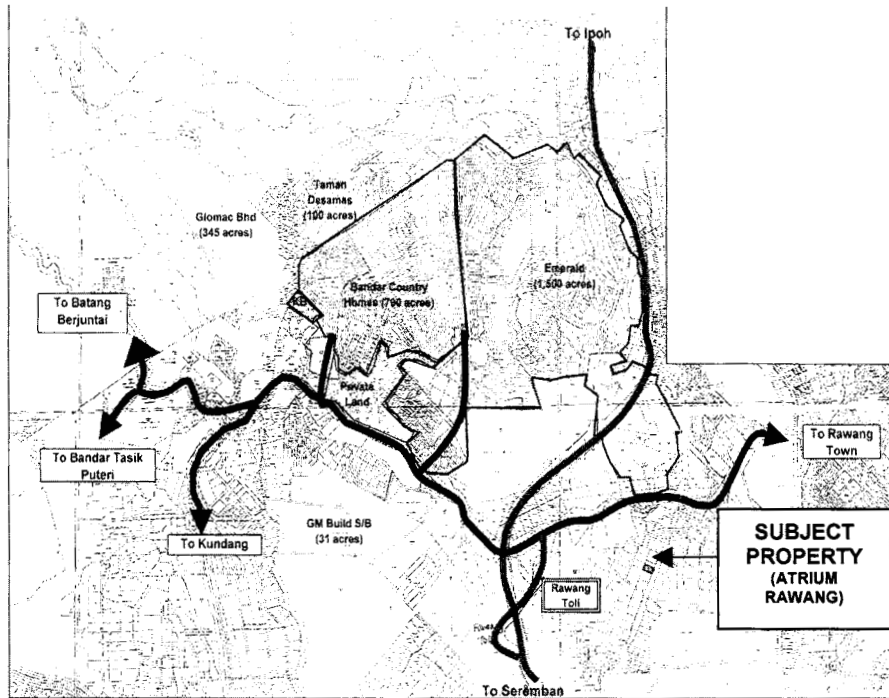 To Ipoh
Taman
Desamas
(100 acres)
Glomac Bhd
(345 acres)
Emerald
(1,500 acres)
Bandar Country
Homes (790 acres)
KB
To Batang
Berjuntai
Private
Land
To Rawang
Town
To Bandar Tasik
Puteri
GM Build S/B
(31 acres)
To Kundang
SUBJECT
PROPERTY
(ATRIUM
RAWANG)
Rawang
Toll
To Seremban